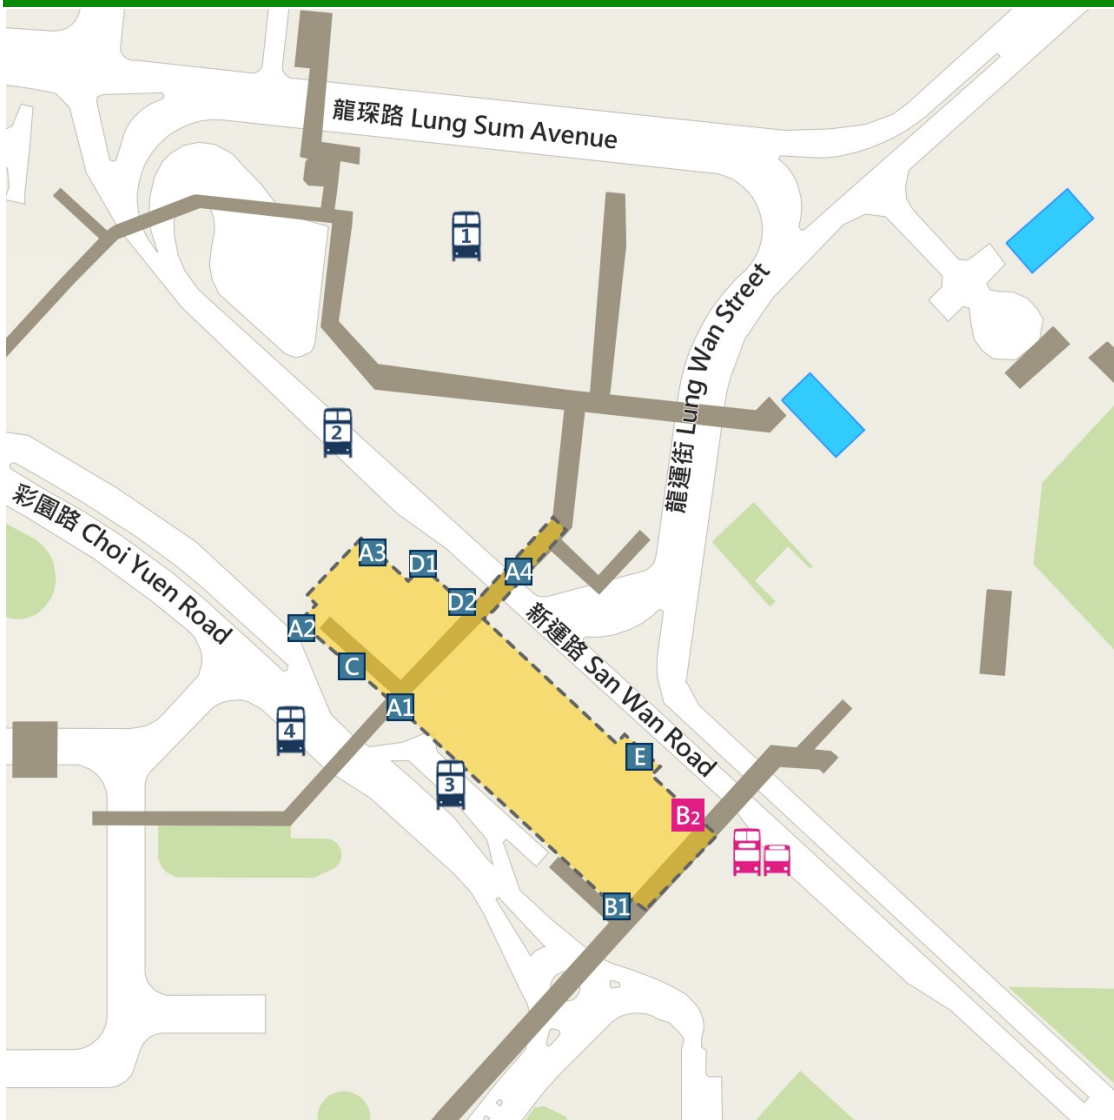 龍琛路 Lung Sum Avenue
1
龍運街 Lung Wan Street
2
彩園路 Choi Yuen Road
A3
D1
A4
D2
A2
新運路 San Wan Road
C
A1
4
E
3
B2
B1